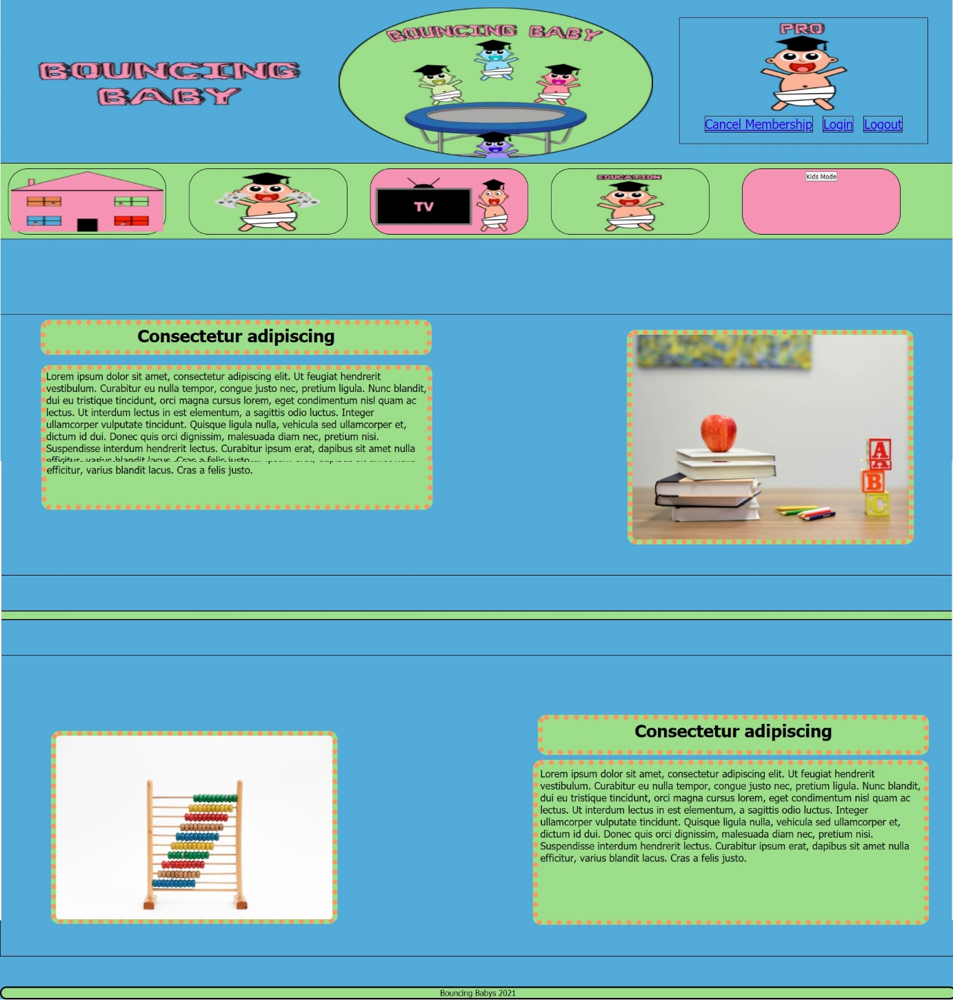 BOUNCING
BABY
BOUNCING BABY
PRO
Cancel Membership Login Logout
TV
EDUCATION
Kids Mode
Consectetur adipiscing
Lorem ipsum dolor sit amet, consectetur adipiscing elit. Ut feugiat hendrerit
vestibulum. Curabitur eu nulla tempor, congue justo nec, pretium ligula. Nunc blandit,
dui eu tristique tincidunt, orci magna cursus lorem, eget condimentum nisl quam ac
lectus. Ut interdum lectus in est elementum, a sagittis odio luctus. Integer
ullamcorper vulputate tincidunt. Quisque ligula nulla, vehicula sed ullamcorper et,
dictum id dui. Donec quis orci dignissim, malesuada diam nec, pretium nisi.
Suspendisse interdum hendrerit lectus. Curabitur ipsum erat, dapibus sit amet nulla
efficitur, varius blandit lacus. Cras a felis justo.
A
B
C
Consectetur adipiscing
Lorem ipsum dolor sit amet, consectetur adipiscing elit. Ut feugiat hendrerit
vestibulum. Curabitur eu nulla tempor, congue justo nec, pretium ligula. Nunc blandit,
dui eu tristique tincidunt, orci magna cursus lorem, eget condimentum nisl quam ac
lectus. Ut interdum lectus in est elementum, a sagittis odio luctus. Integer
ullamcorper vulputate tincidunt. Quisque ligula nulla, vehicula sed ullamcorper et,
dictum id dui. Donec quis orci dignissim, malesuada diam nec, pretium nisi.
Suspendisse interdum hendrerit lectus. Curabitur ipsum erat, dapibus sit amet nulla
efficitur, varius blandit lacus. Cras a felis justo.
Bouncing Babys 2021